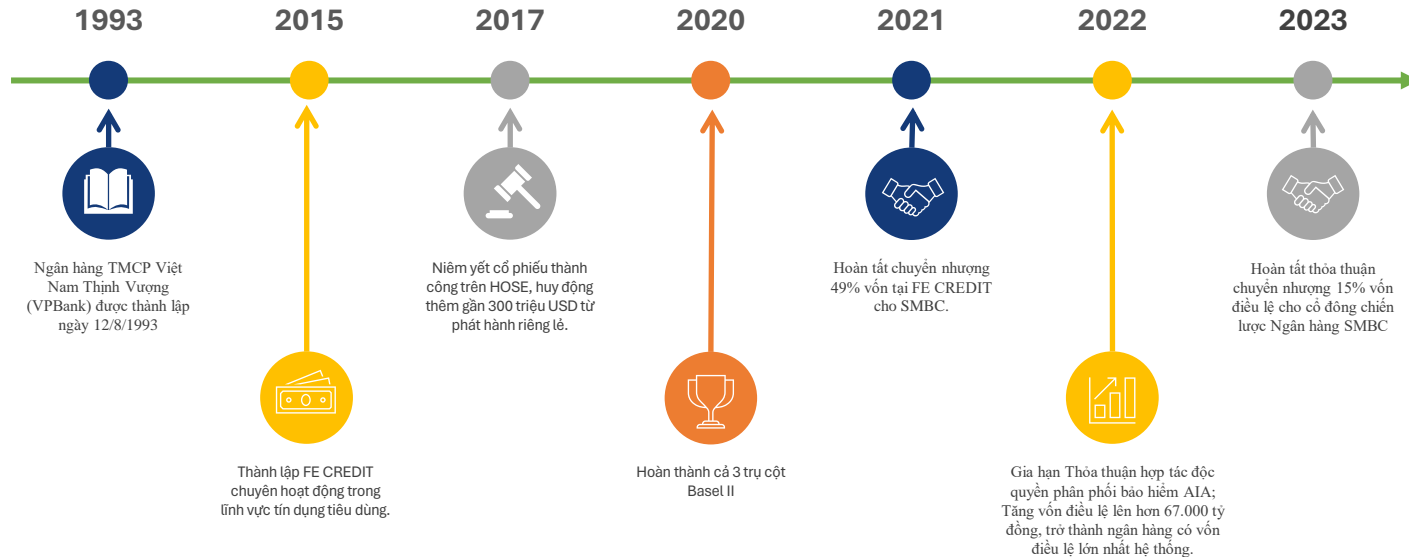 1993
2015
2017
2020
2021
2022
2023
Ngân hàng TMCP Việt
Nam Thịnh Vượng
(VPBank) được thành lập
ngày 12/8/1993
Niêm yết cổ phiếu thành
công trên HOSE, huy động
thêm gần 300 triệu USD từ
phát hành riêng lẻ.
Hoàn tất chuyển nhượng
49% vốn tại FE CREDIT
cho SMBC.
Hoàn tất thỏa thuận
chuyển nhượng 15% vốn
điều lệ cho cổ đông chiến
lược Ngân hàng SMBC
Thành lập FE CREDIT
chuyên hoạt động trong
lĩnh vực tín dụng tiêu dùng.
Hoàn thành cả 3 trụ cột
Basel II
Gia hạn Thỏa thuận hợp tác độc
quyền phân phối bảo hiểm AIA;
Tăng vốn điều lệ lên hơn 67.000 tỷ
đồng, trở thành ngân hàng có vốn
điều lệ lớn nhất hệ thống.